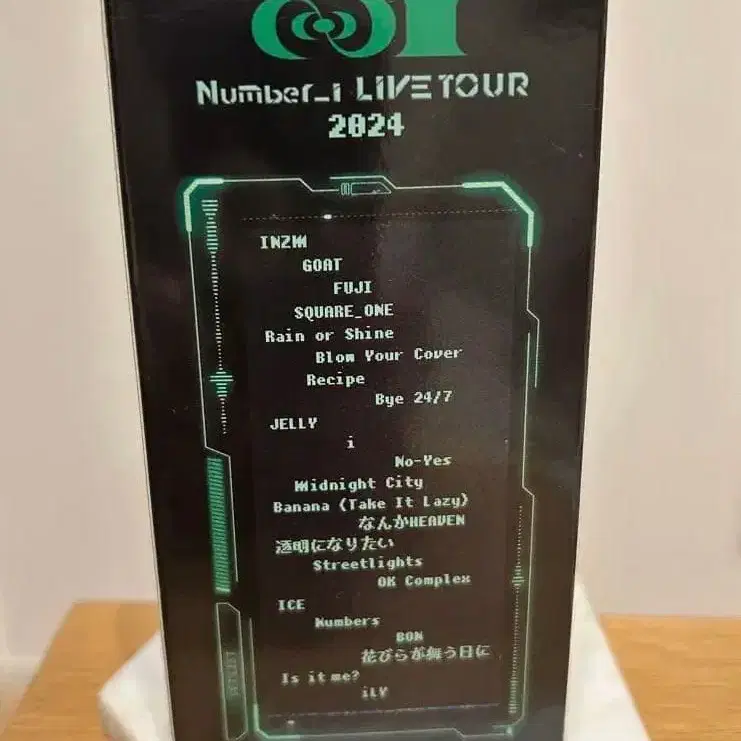 Number_i LIVE TOUR
2024
INZM
GOAT
FUJI
SQUARE_ONE
Rain or Shine
Blow Your Cover
Recipe
Bye 24/7
JELLY
i
No-Yes
Midnight City
Banana (Take It Lazy)
なんかHEAVEN
透明になりたい
Streetlights
OK Complex
ICE
Numbers
BON
花びらが舞う日に
Is it me?
iLY
SETLIST